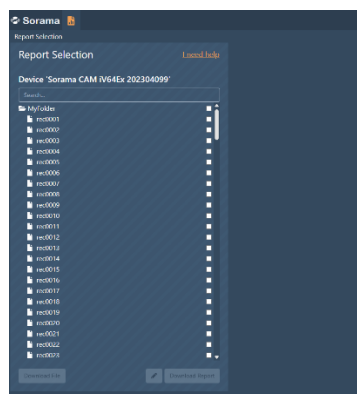 Sorama
Report Selection
Report Selection
I need help
Device 'Sorama CAM iV64Ex 202304099'
Search...
MyFolder
rec0001
rec0002
rec0003
rec0004
rec0005
rec0006
rec0007
rec0008
rec0009
rec0010
rec0011
rec0012
rec0013
rec0014
rec0015
rec0016
rec0017
rec0018
rec0019
rec0020
rec0021
rec0022
rec0023
Download Report